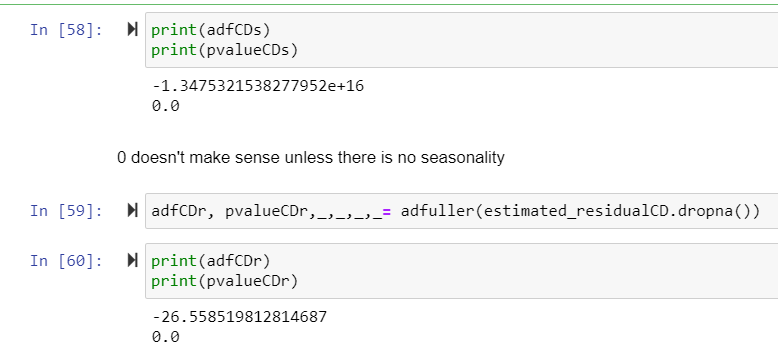 In [58]:
print(adfCDs)
print(pvalueCDs)
-1.3475321538277952e+16
0.0
0 doesn't make sense unless there is no seasonality
In [59]:
adfCDr, pvalueCDr,_,_,_,_= adfuller(estimated_residualCD.dropna())
In [60]:
print(adfCDr)
print(pvalueCDr)
-26.558519812814687
0.0